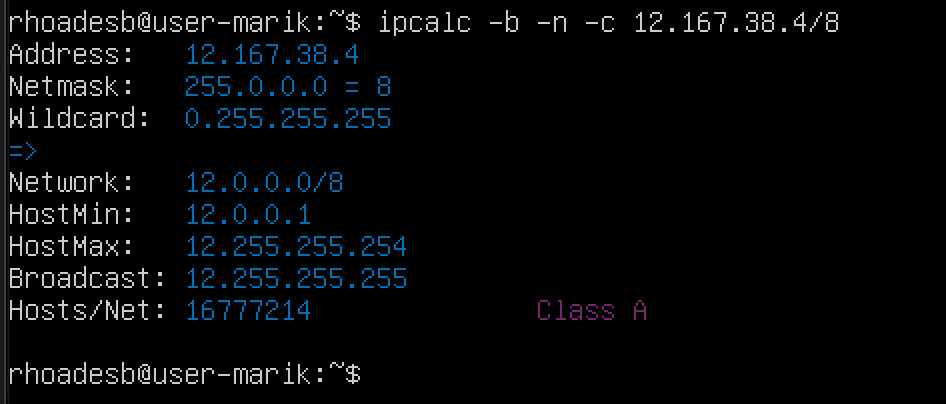 rhoadesb@user-marik:~$ ipcalc -b -n -c 12.167.38.4/8
Address:   12.167.38.4
Netmask:   255.0.0.0 = 8
Wildcard:  0.255.255.255
=>
Network:   12.0.0.0/8
HostMin:   12.0.0.1
HostMax:   12.255.255.254
Broadcast: 12.255.255.255
Hosts/Net: 16777214              Class A
rhoadesb@user-marik:~$